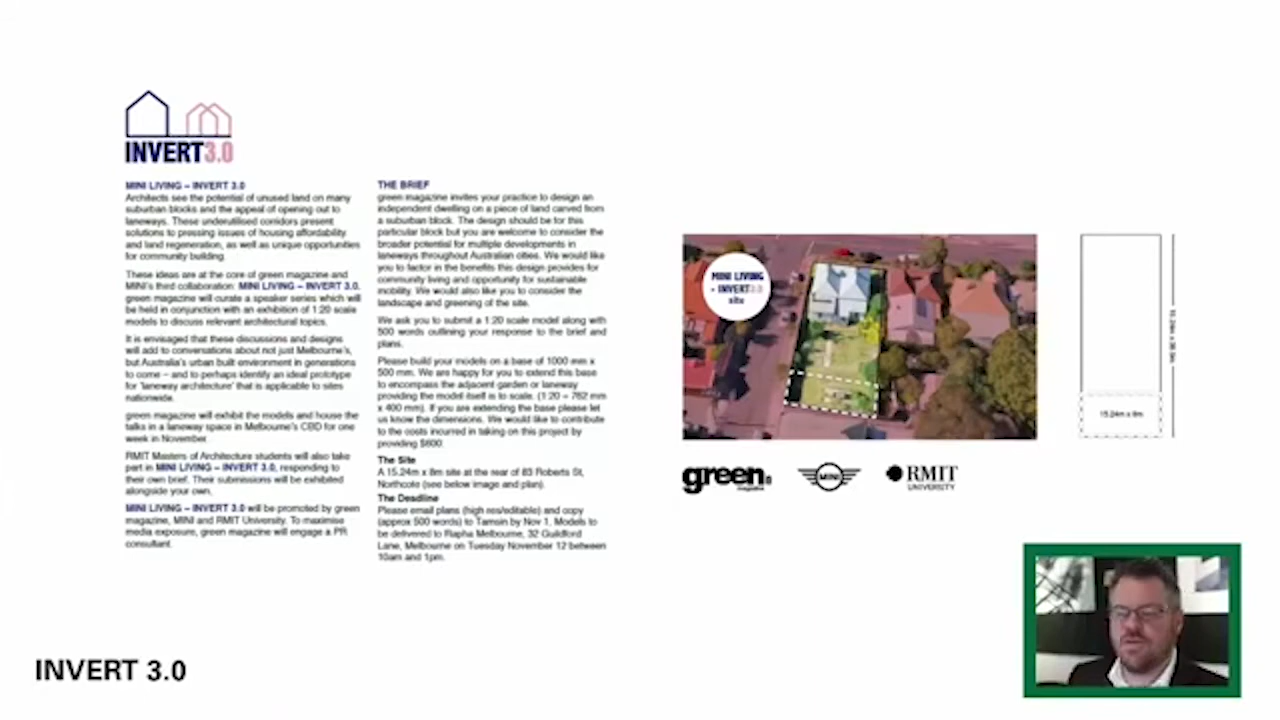 INVERT3.0
MINI LIVING – INVERT 3.0
Architects see the potential of unused land on many
suburban blocks and the appeal of opening out to
laneways. These underutilised corridors present
solutions to pressing issues of housing affordability
and land regeneration, as well as unique opportunities
for community building.
These ideas are at the core of green magazine and
MINI's third collaboration: MINI LIVING – INVERT 3.0.
green magazine will curate a speaker series which will
be held in conjunction with an exhibition of 1:20 scale
models to discuss relevant architectural topics.
It is envisaged that these discussions and designs
will add to conversations about not just Melbourne's,
but Australia's urban built environment in generations
to come – and to perhaps identify an ideal prototype
for 'laneway architecture' that is applicable to sites
nationwide.
green magazine will exhibit the models and house the
talks in a laneway space in Melbourne's CBD for one
week in November.
RMIT Masters of Architecture students will also take
part in MINI LIVING – INVERT 3.0, responding to
their own brief. Their submissions will be exhibited
alongside your own.
MINI LIVING – INVERT 3.0 will be promoted by green
magazine, MINI and RMIT University. To maximise
media exposure, green magazine will engage a PR
consultant.
THE BRIEF
green magazine invites your practice to design an
independent dwelling on a piece of land carved from
a suburban block. The design should be for this
particular block but you are welcome to consider the
broader potential for multiple developments in
laneways throughout Australian cities. We would like
you to factor in the benefits this design provides for
community living and opportunity for sustainable
mobility. We would also like you to consider the
landscape and greening of the site.
We ask you to submit a 1:20 scale model along with
500 words outlining your response to the brief and
plans.
Please build your models on a base of 1000 mm x
500 mm. We are happy for you to extend this base
to encompass the adjacent garden or laneway
providing the model itself is to scale. (1:20 = 762 mm
x 400 mm). If you are extending the base please let
us know the dimensions. We would like to contribute
to the costs incurred in taking on this project by
providing $600.
The Site
A 15.24m x 8m site at the rear of 83 Roberts St,
Northcote (see below image and plan).
The Deadline
Please email plans (high res/editable) and copy
(approx 500 words) to Tamsin by Nov 1. Models to
be delivered to Rapha Melbourne, 32 Guildford
Lane, Melbourne on Tuesday November 12 between
10am and 1pm.
MINI LIVING
– INVERT3.0
site
15.24m x 8m
green.
magazine
MINI
RMIT
UNIVERSITY
INVERT 3.0